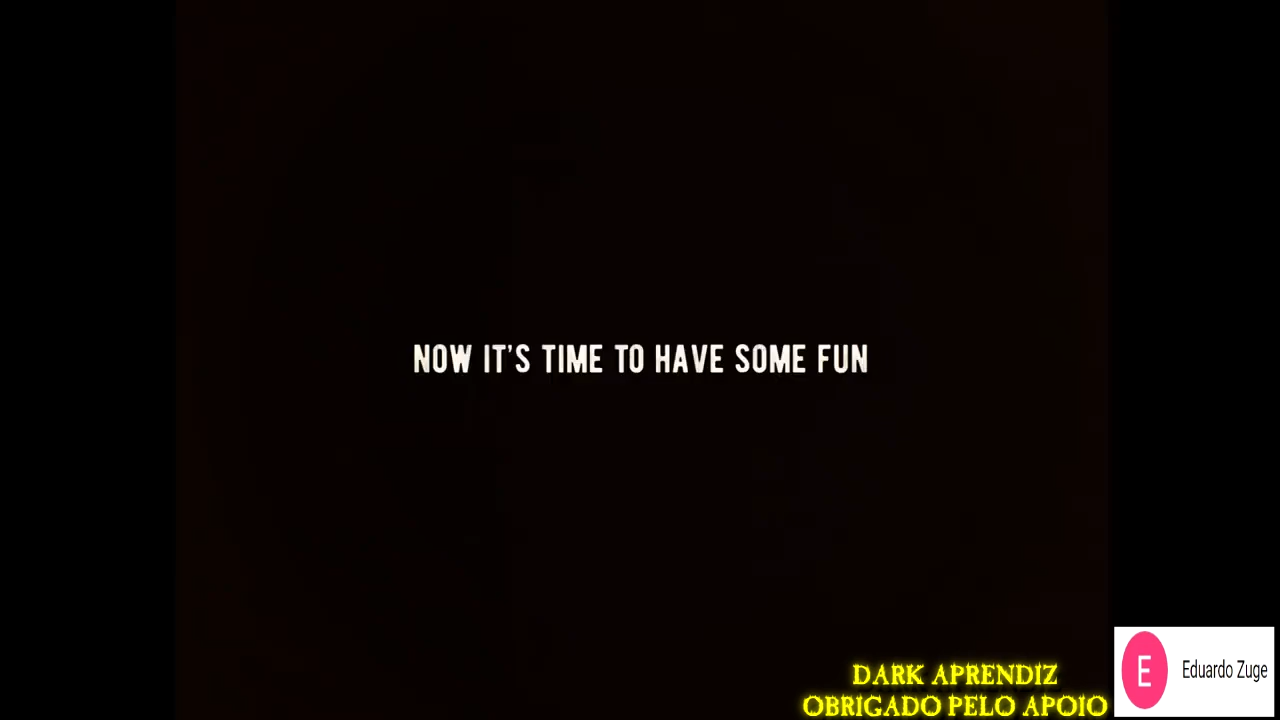 NOW IT'S TIME TO HAVE SOME FUN
DARK APRENDIZ
OBRIGADO PELO APOIO
E
Eduardo Zuge